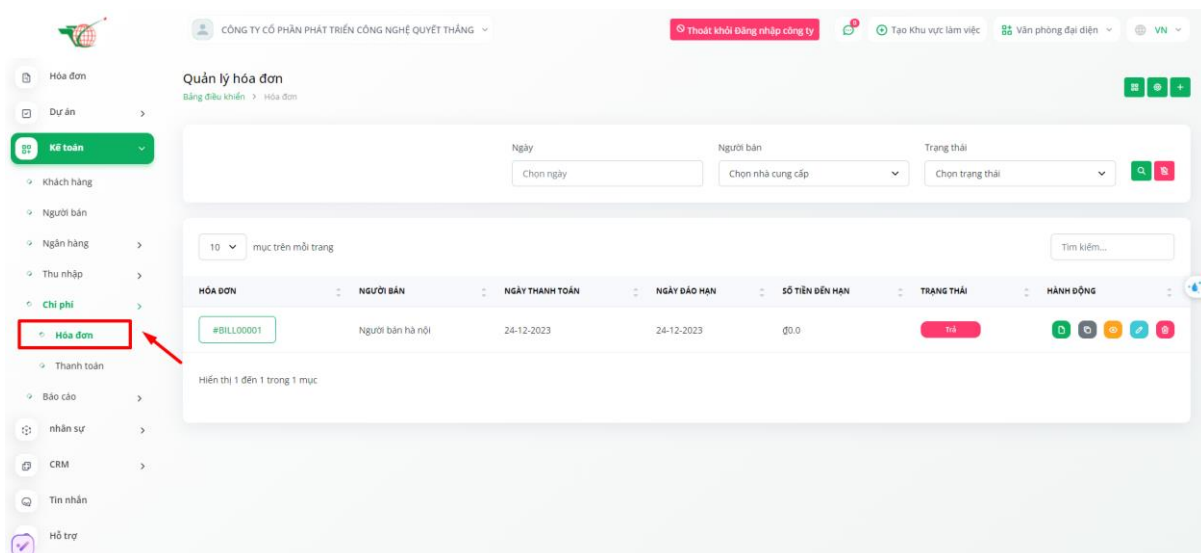 CÔNG TY CỔ PHẦN PHÁT TRIỂN CÔNG NGHỆ QUYẾT THẮNG
Thoát khỏi Đăng nhập công ty
Tạo Khu vực làm việc
Văn phòng đại diện
VN
Hóa đơn
Dự án
Kế toán
Khách hàng
Người bán
Ngân hàng
Thu nhập
Chi phí
Hóa đơn
Thanh toán
Báo cáo
nhân sự
CRM
Tin nhắn
Hỗ trợ
Quản lý hóa đơn
Bảng điều khiển > Hóa đơn
Ngày Người bán Trạng thái
Chọn ngày Chọn nhà cung cấp Chọn trạng thái
10 mục trên mỗi trang Tìm kiếm...
HÓA ĐƠN NGƯỜI BÁN NGÀY THANH TOÁN NGÀY ĐÁO HẠN SỐ TIỀN ĐẾN HẠN TRẠNG THÁI HÀNH ĐỘNG
#BILL00001 Người bán hà nội 24-12-2023 24-12-2023 ₫0.0 Trả
Hiển thị 1 đến 1 trong 1 mục